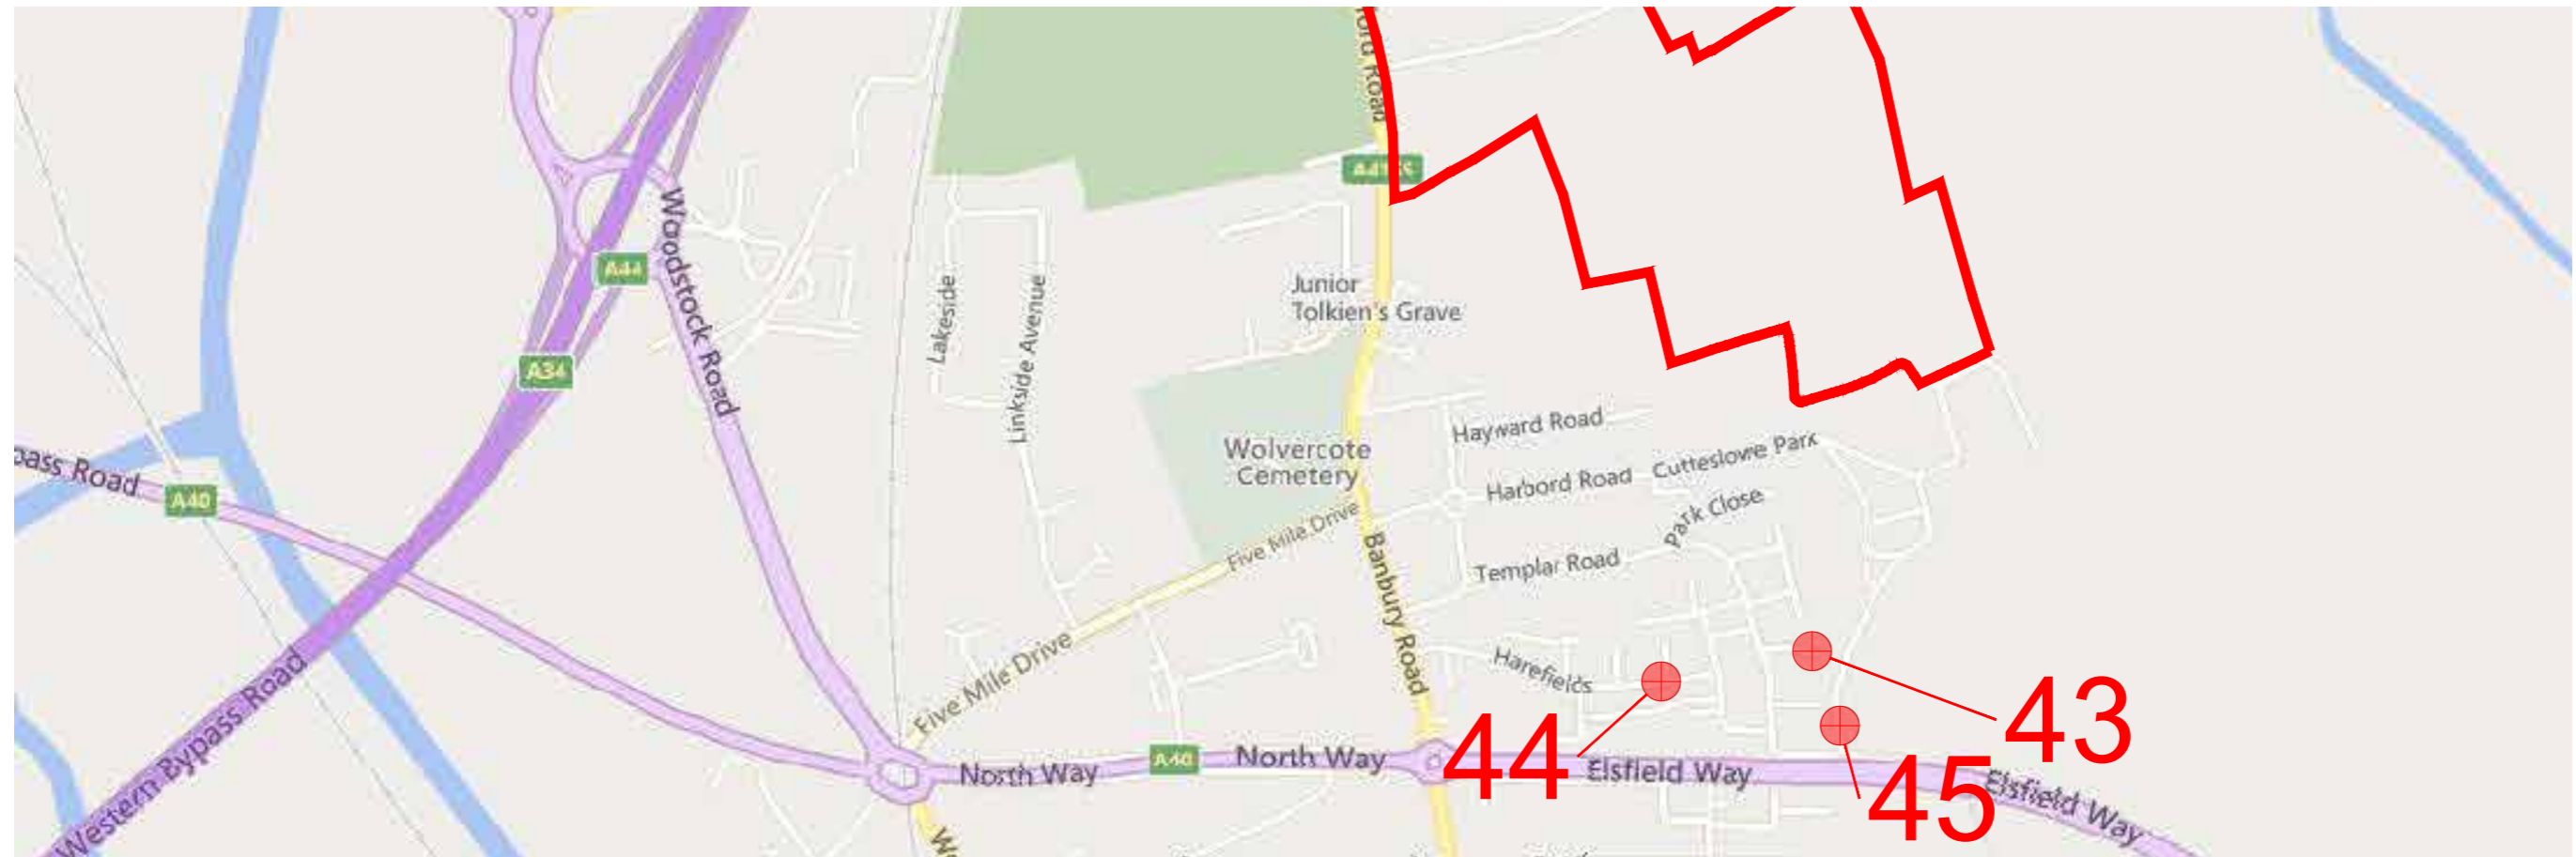 ford Road
A4165
Woodstock Road
A44
Junior
Tolkien's Grave
Lakeside
Linkside Avenue
A34
Hayward Road
Wolvercote
Cemetery
Cutteslowe Park
Harbord Road
pass Road
A40
Park Close
Five Mile Drive
Banbury Road
Templar Road
Five Mile Drive
Harefields
Western Bypass Road
43
44
45
North Way
A40
North Way
Elsfield Way
Elsfield Way